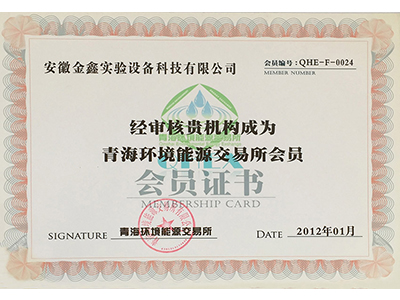 安徽金鑫实验设备科技有限公司
会员编号：QHE-F-0024
MEMBER NUMBER
经审核贵机构成为
青海环境能源交易所会员
会员证书
MEMBERSHIP CARD
SIGNATURE 青海环境能源交易所
DATE 2012年01月